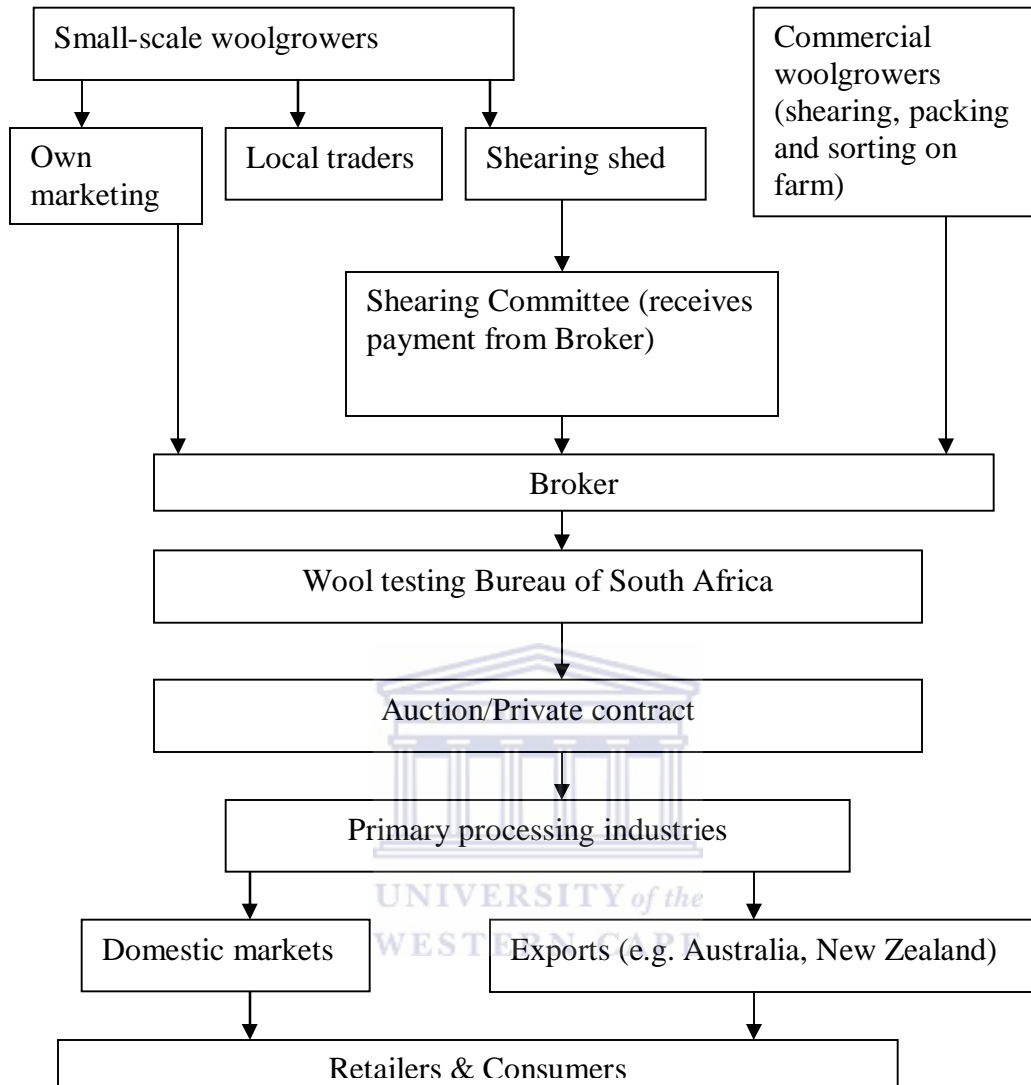 Small-scale woolgrowers
Commercial
woolgrowers
(shearing, packing
and sorting on
farm)
Own
marketing
Local traders
Shearing shed
Shearing Committee (receives
payment from Broker)
Broker
Wool testing Bureau of South Africa
Auction/Private contract
Primary processing industries
UNIVERSITY of the
WESTERN CAPE
Domestic markets
Exports (e.g. Australia, New Zealand)
Retailers & Consumers